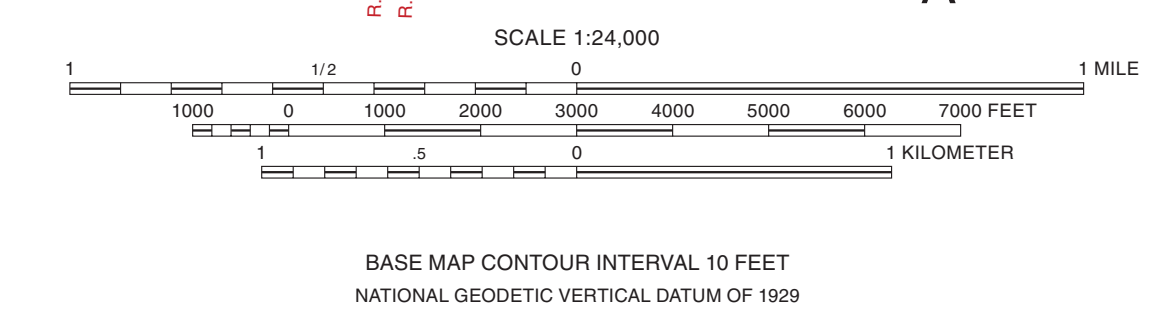 R. R.
SCALE 1:24,000
1 1/2 0 1 MILE
1000 0 1000 2000 3000 4000 5000 6000 7000 FEET
1 .5 0 1 KILOMETER
BASE MAP CONTOUR INTERVAL 10 FEET
NATIONAL GEODETIC VERTICAL DATUM OF 1929